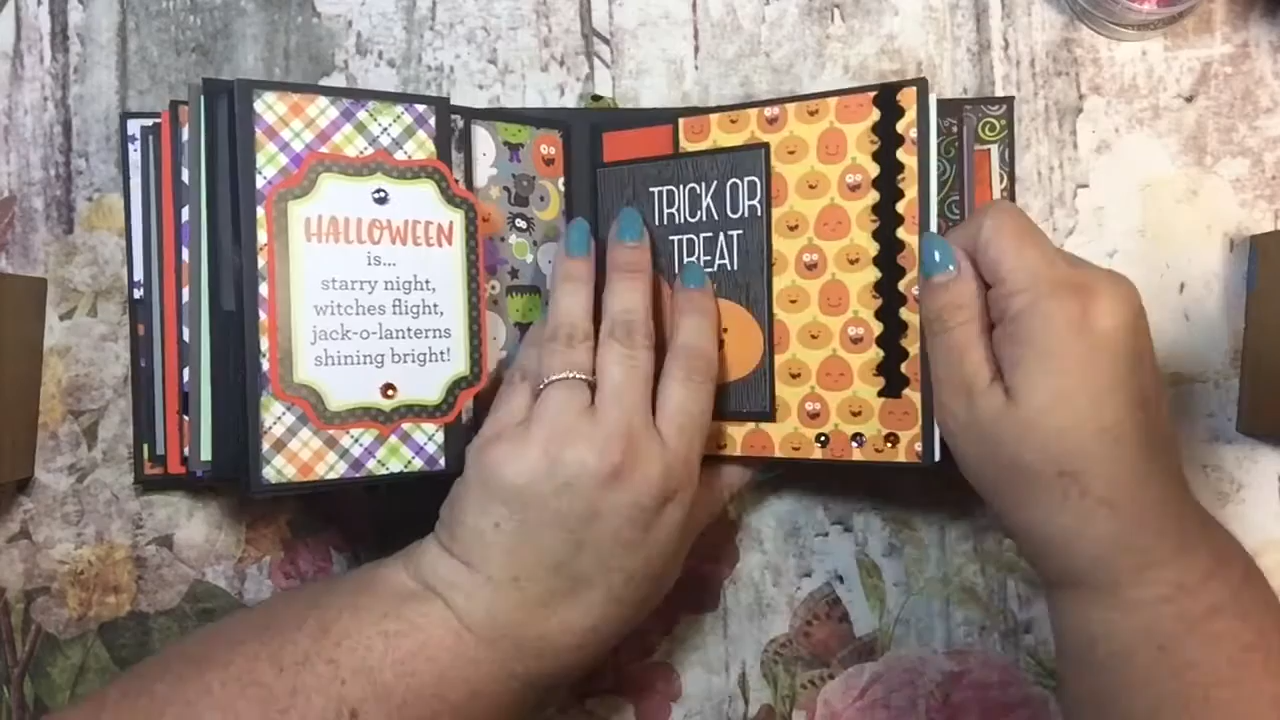 HALLOWEEN
is...
starry night,
witches flight,
jack-o-lanterns
shining bright!
TRICK OR
TREAT